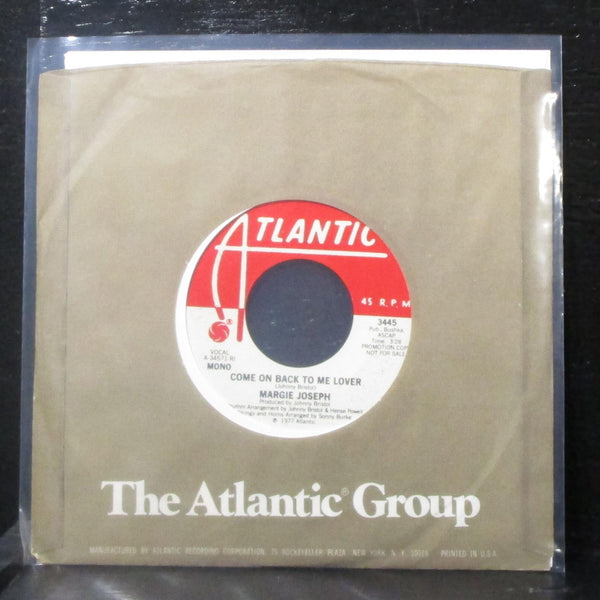 ATLANTIC
45 R.P.M
3445
Pub., Bushka
ASCAP
Time: 3:28
PROMOTION COPY
NOT FOR SALE
VOCAL
A-34571-RI
MONO
COME ON BACK TO ME LOVER
(Johnny Bristol)
MARGIE JOSEPH
Produced by Johnny Bristol
Rhythm Arrangement by Johnny Bristol & Hense Powell
Strings and Horns Arranged by Sonny Burke
℗ 1977 Atlantic
The Atlantic® Group
MANUFACTURED BY ATLANTIC RECORDING CORPORATION, 75 ROCKEFELLER PLAZA, NEW YORK, N. Y. 10019 PRINTED IN U.S.A.